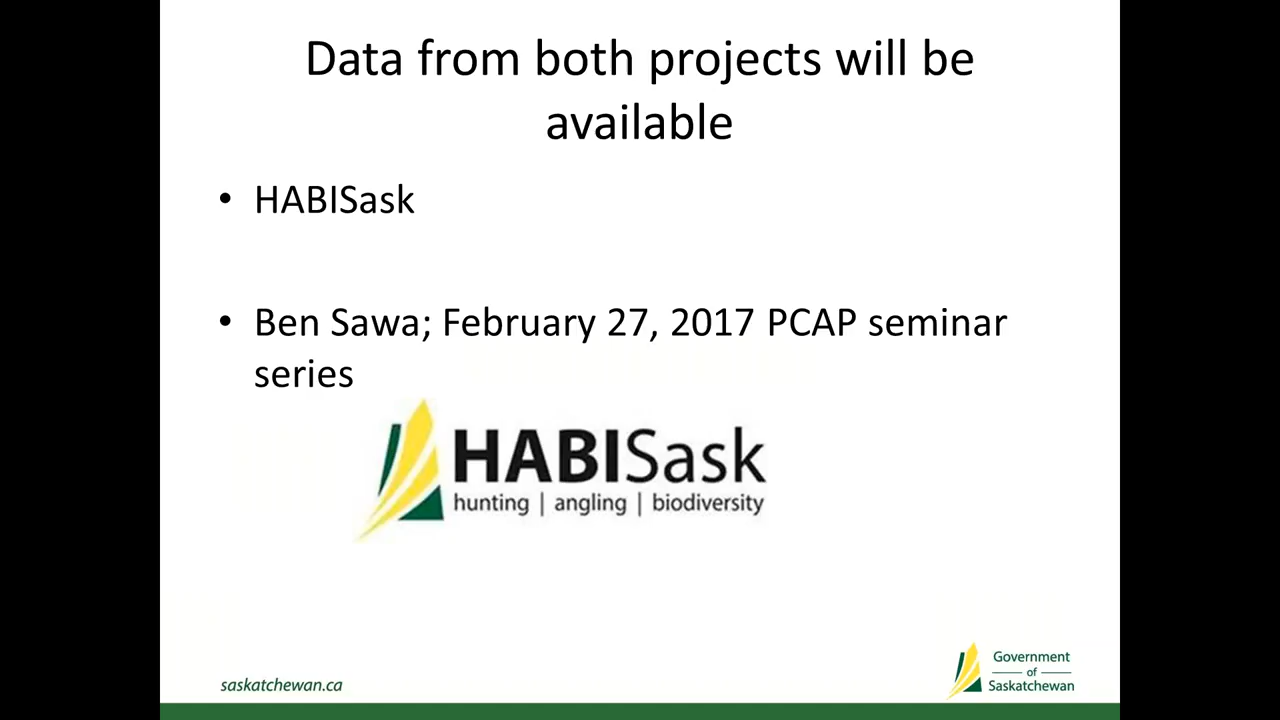 Data from both projects will be
available
• HABISask
• Ben Sawa; February 27, 2017 PCAP seminar
series
HABISask
hunting | angling | biodiversity
saskatchewan.ca
Government
of
Saskatchewan